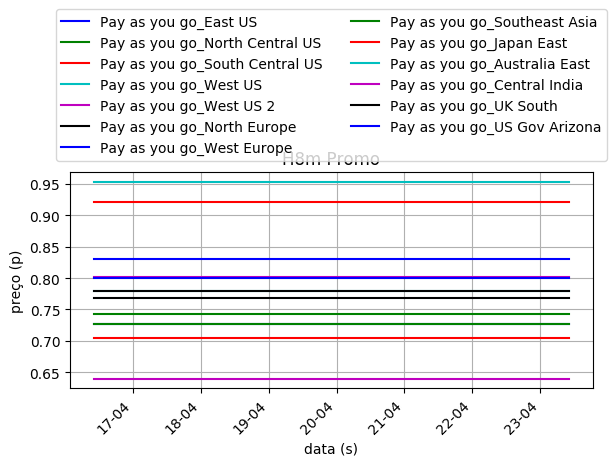 Pay as you go_East US
Pay as you go_North Central US
Pay as you go_South Central US
Pay as you go_West US
Pay as you go_West US 2
Pay as you go_North Europe
Pay as you go_West Europe
Pay as you go_Southeast Asia
Pay as you go_Japan East
Pay as you go_Australia East
Pay as you go_Central India
Pay as you go_UK South
Pay as you go_US Gov Arizona
H8m Promo
preço (p)
0.95
0.90
0.85
0.80
0.75
0.70
0.65
17-04
18-04
19-04
20-04
21-04
22-04
23-04
data (s)